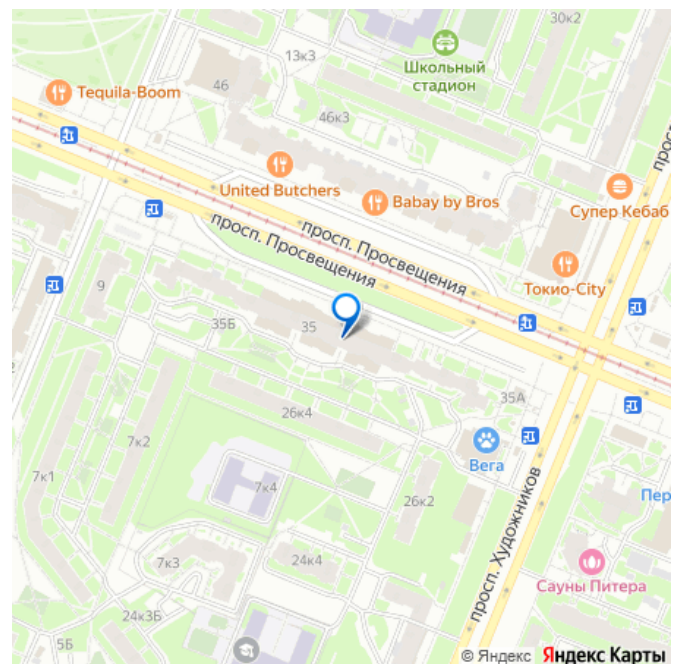 30к2
13к3
Школьный
стадион
Tequila-Boom
46
46к3
United Butchers
Babay by Bros
Супер Кебаб
просп. Просвещения
просп. Просвещения
Токио-City
9
35Б
35
35А
26к4
7к2
Вега
7к1
7к4
26к2
Пер
просп. Художников
7к3
24к4
Сауны Питера
24к3Б
5Б
© Яндекс Яндекс Карты